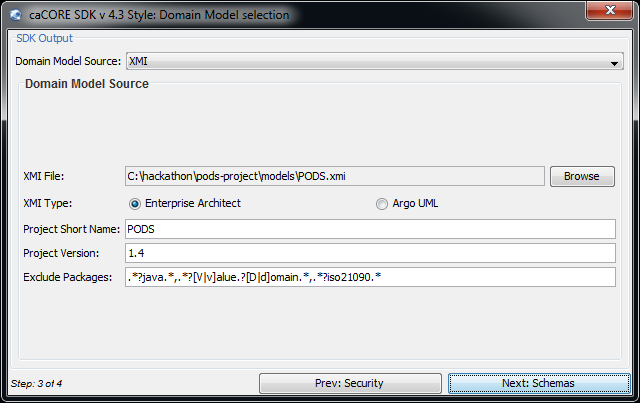 caCORE SDK v 4.3 Style: Domain Model selection
SDK Output
Domain Model Source: XMI
Domain Model Source
XMI File: C:\hackathon\pods-project\models\PODS.xmi Browse
XMI Type: Enterprise Architect Argo UML
Project Short Name: PODS
Project Version: 1.4
Exclude Packages: .*?java.*,.*?[V|v]alue.?[D|d]omain.*,.*?iso21090.*
Step: 3 of 4 Prev: Security Next: Schemas